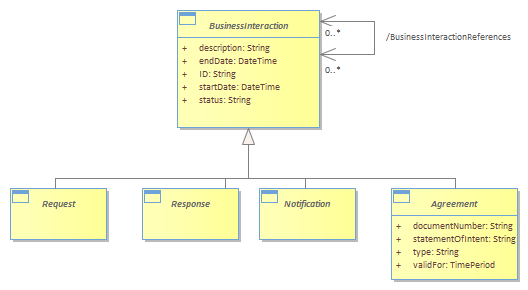 BusinessInteraction
+ description: String
+ endDate: DateTime
+ ID: String
+ startDate: DateTime
+ status: String
0..*
/BusinessInteractionReferences
0..*
Request
Response
Notification
Agreement
+ documentNumber: String
+ statementOfIntent: String
+ type: String
+ validFor: TimePeriod